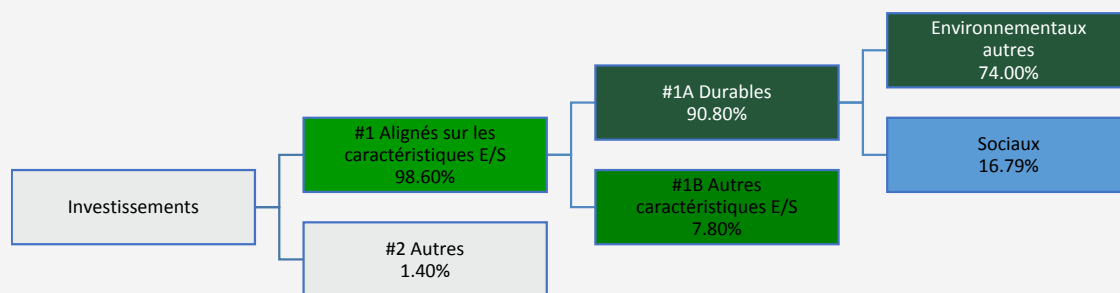 Investissements
#1 Alignés sur les
caractéristiques E/S
98.60%
#2 Autres
1.40%
#1A Durables
90.80%
#1B Autres
caractéristiques E/S
7.80%
Environnementaux
autres
74.00%
Sociaux
16.79%